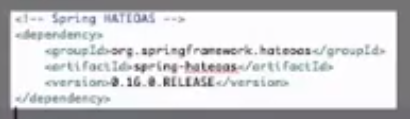 <!-- Spring HATEOAS -->
<dependency>
<groupId>org.springframework.hateoas</groupId>
<artifactId>spring-hateoas</artifactId>
<version>0.16.0.RELEASE</version>
</dependency>